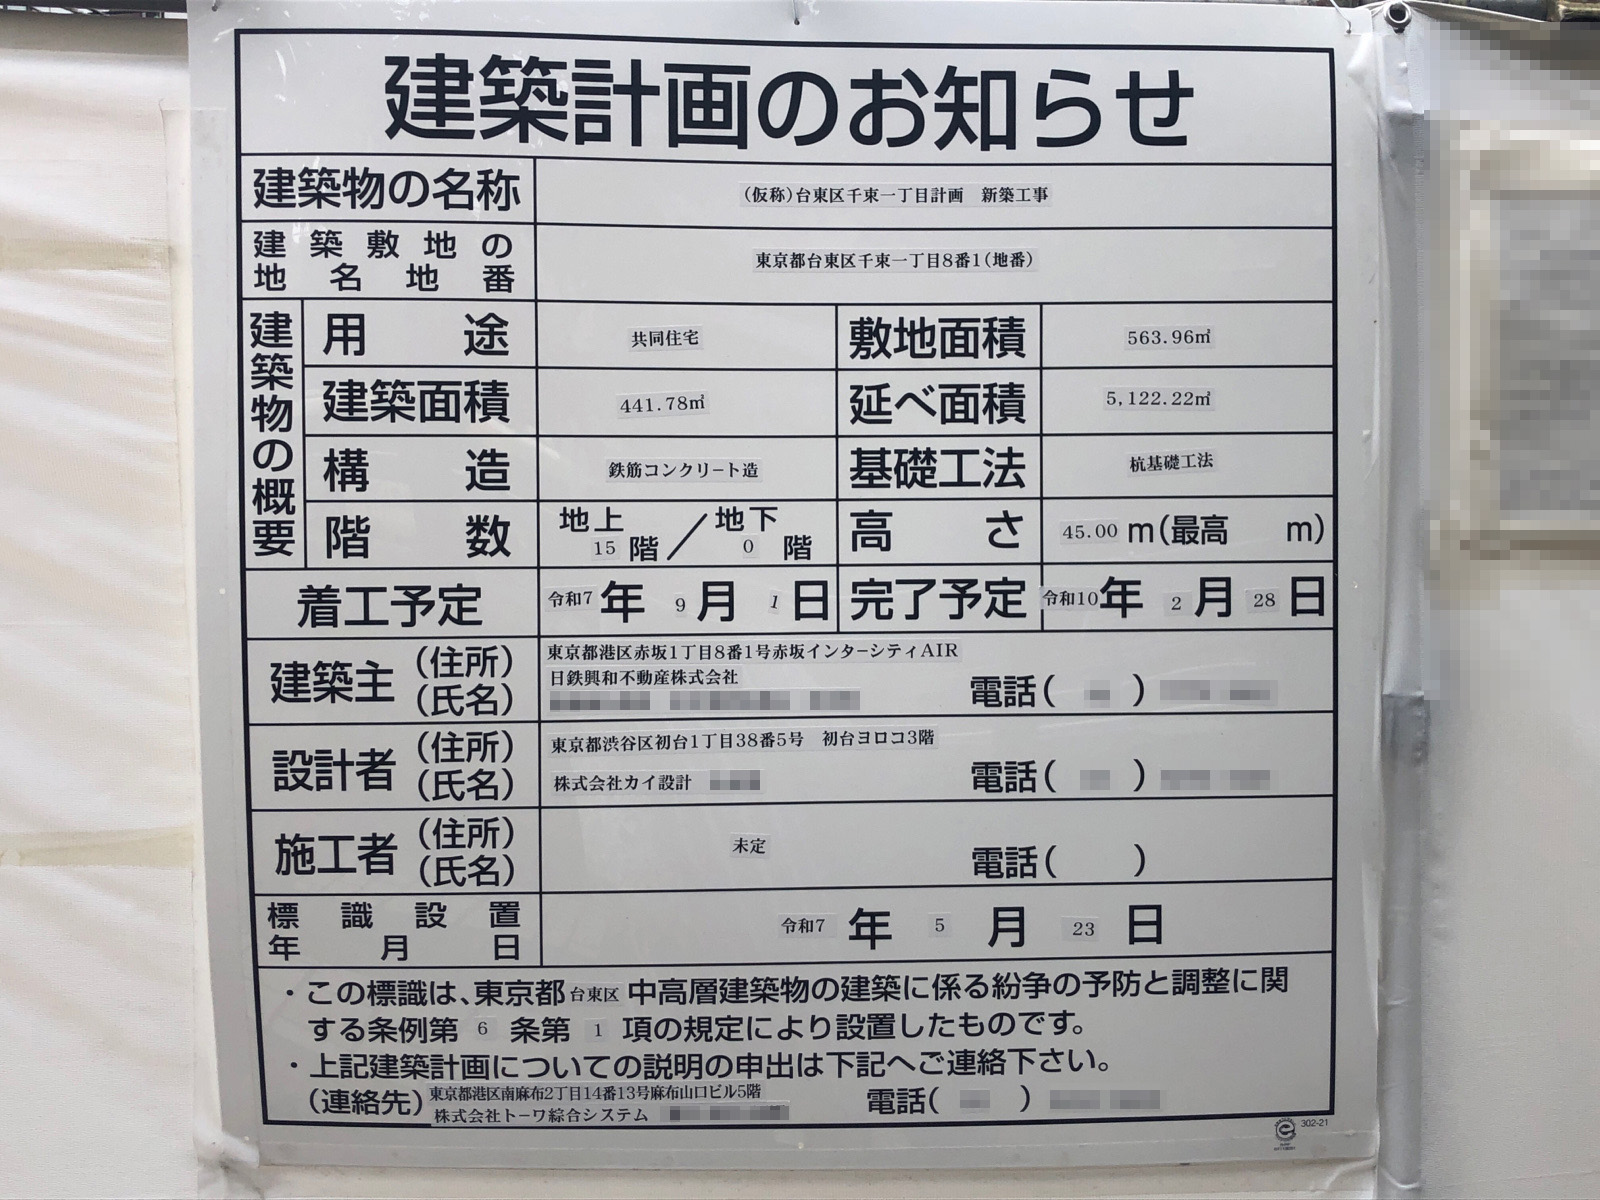 建築計画のお知らせ
建築物の名称 (仮称)台東区千束一丁目計画 新築工事
建築敷地の
地名地番 東京都台東区千束一丁目8番1(地番)
建築物の概要
用途 共同住宅 敷地面積 563.96㎡
建築面積 441.78㎡ 延べ面積 5,122.22㎡
構造 鉄筋コンクリート造 基礎工法 杭基礎工法
階数 地上15階／地下0階 高さ 45.00 m(最高 m)
着工予定 令和7年9月1日 完了予定 令和10年2月28日
建築主 (住所) 東京都港区赤坂1丁目8番1号赤坂インターシティAIR
(氏名) 日鉄興和不動産株式会社 電話( )
設計者 (住所) 東京都渋谷区初台1丁目38番5号 初台ヨロコ3階
(氏名) 株式会社カイ設計 電話( )
施工者 (住所) 未定
(氏名) 電話( )
標識設置
年月日 令和7年5月23日
・この標識は、東京都台東区中高層建築物の建築に係る紛争の予防と調整に関
する条例第6条第1項の規定により設置したものです。
・上記建築計画についての説明の申出は下記へご連絡下さい。
(連絡先) 東京都港区南麻布2丁目14番13号麻布山口ビル5階
株式会社トーワ綜合システム 電話( )
302-21